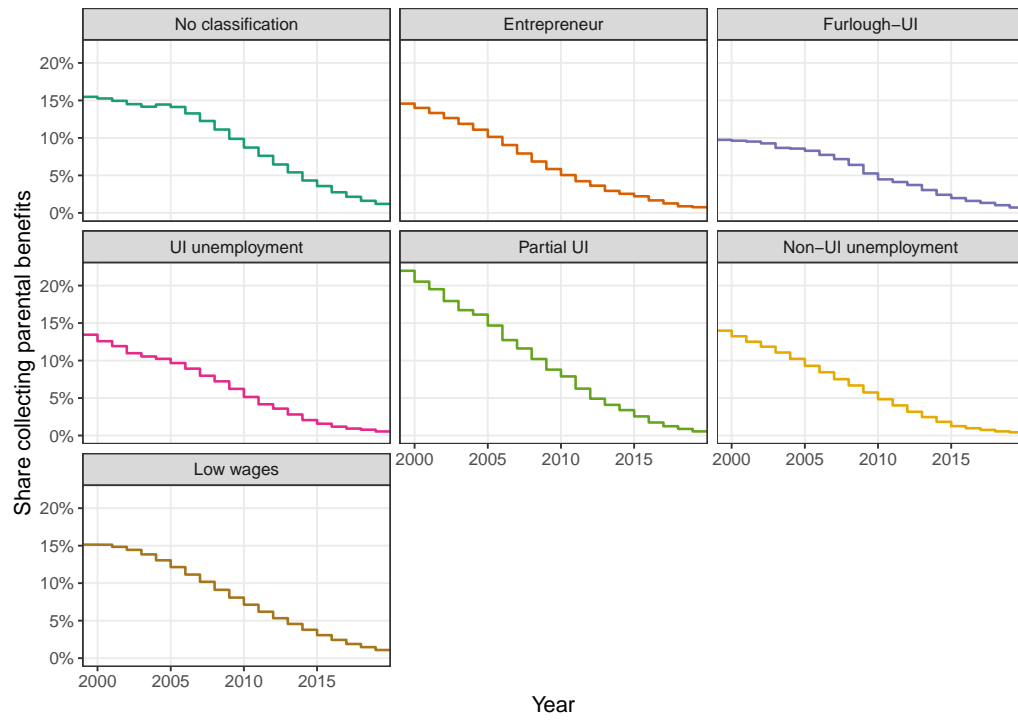 No classification
Entrepreneur
Furlough−UI
20%
15%
10%
5%
0%
UI unemployment
Partial UI
Non−UI unemployment
20%
15%
10%
5%
0%
2000 2005 2010 2015
2000 2005 2010 2015
Low wages
20%
15%
10%
5%
0%
2000 2005 2010 2015
Share collecting parental benefits
Year